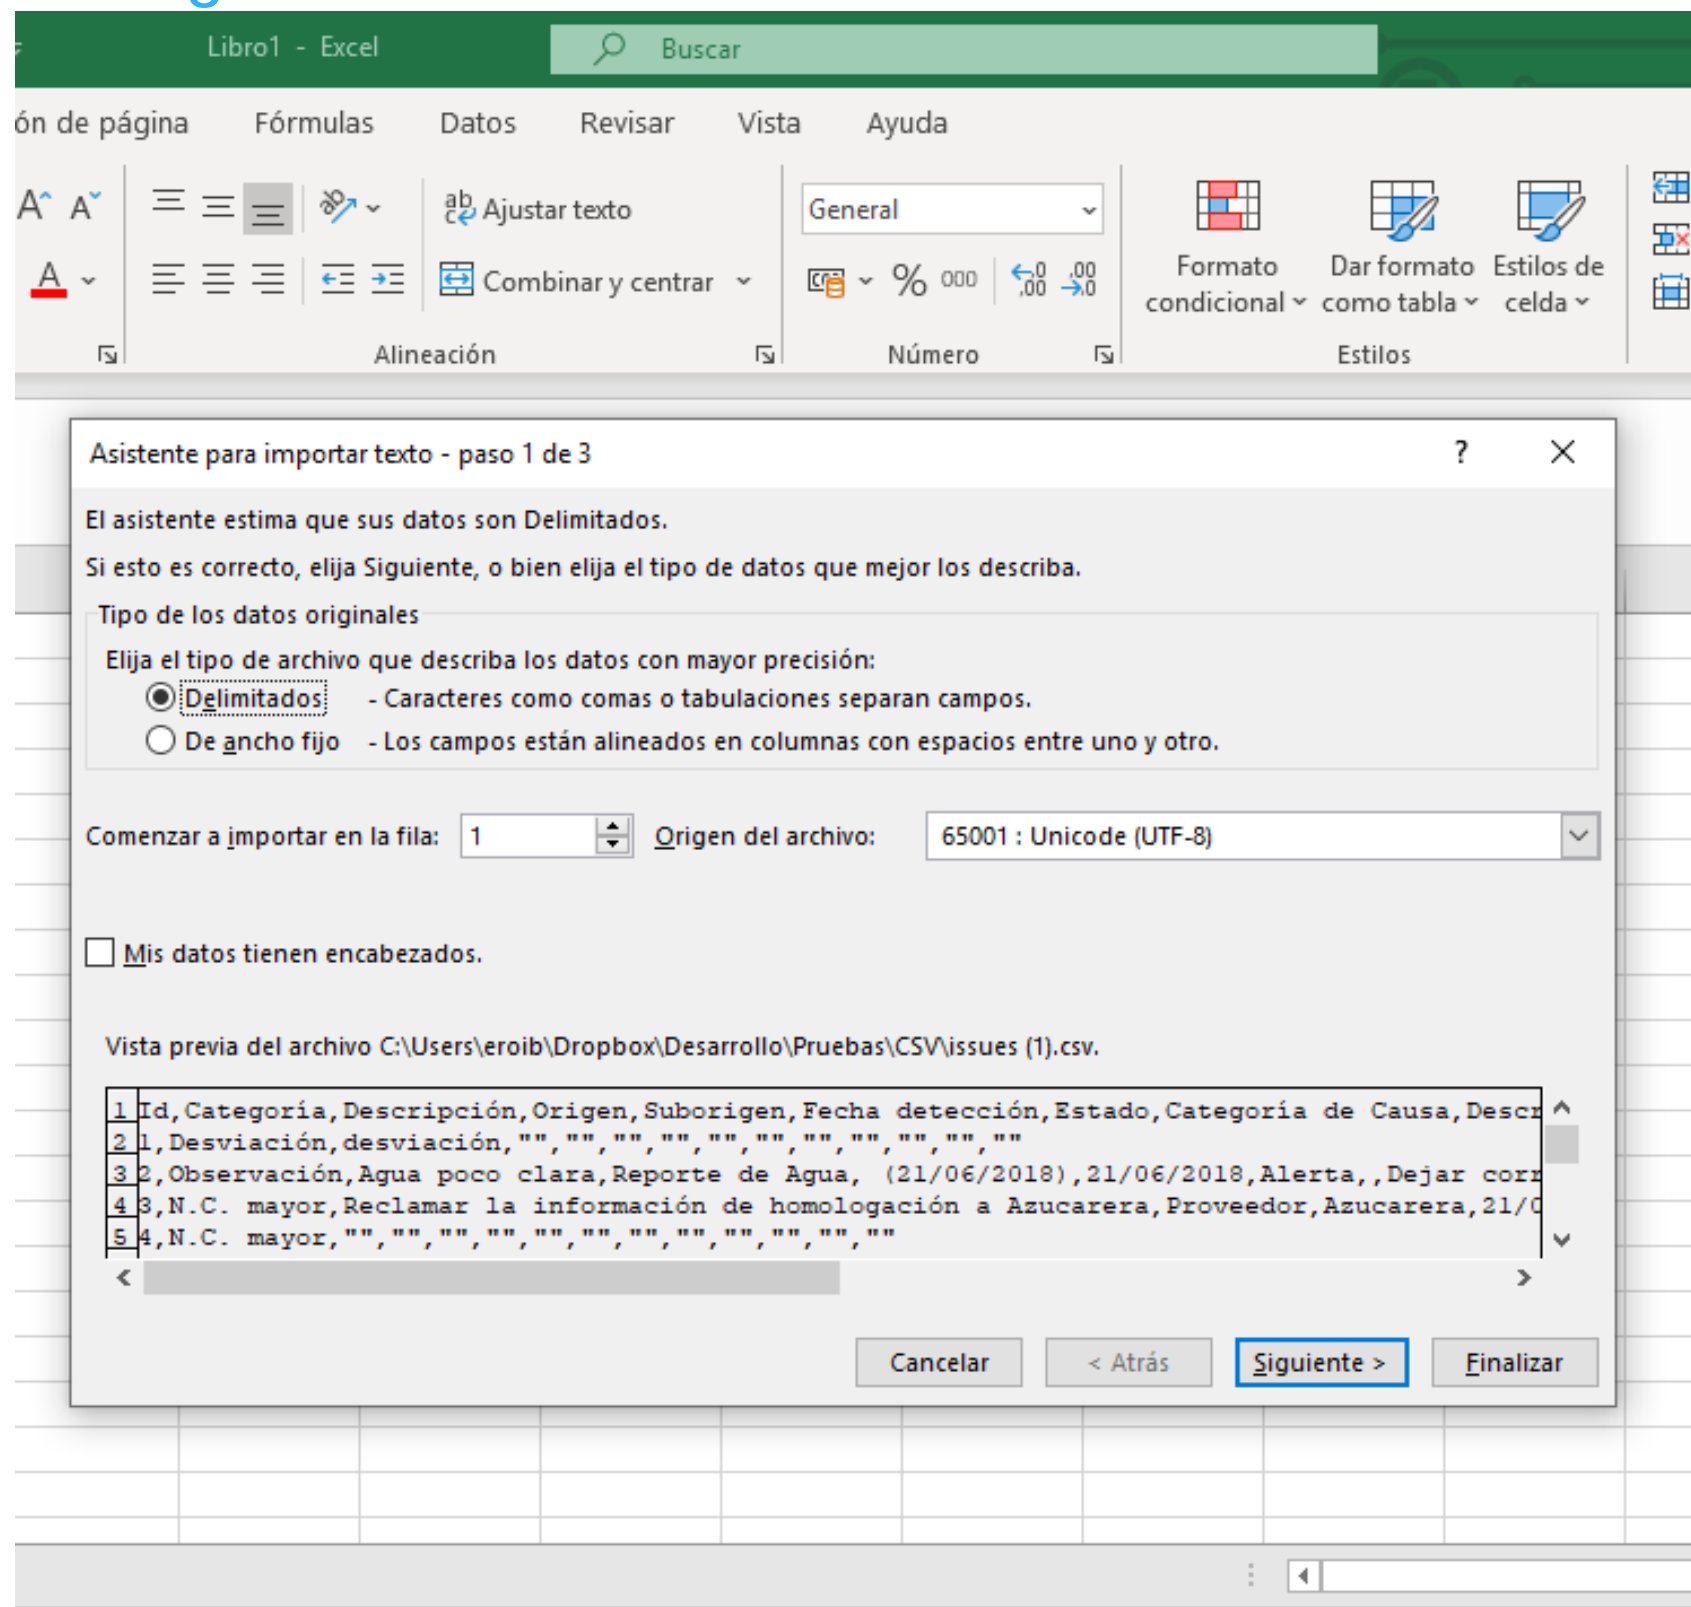 Libro1 - Excel
Buscar
ón de página Fórmulas Datos Revisar Vista Ayuda
Ajustar texto
General
Combinar y centrar
% 000
Formato condicional
Dar formato como tabla
Estilos de celda
Alineación
Número
Estilos
Asistente para importar texto - paso 1 de 3
? ×
El asistente estima que sus datos son Delimitados.
Si esto es correcto, elija Siguiente, o bien elija el tipo de datos que mejor los describa.
Tipo de los datos originales
Elija el tipo de archivo que describa los datos con mayor precisión:
Delimitados - Caracteres como comas o tabulaciones separan campos.
De ancho fijo - Los campos están alineados en columnas con espacios entre uno y otro.
Comenzar a importar en la fila: 1 Origen del archivo: 65001 : Unicode (UTF-8)
Mis datos tienen encabezados.
Vista previa del archivo C:\Users\eroib\Dropbox\Desarrollo\Pruebas\CSV\issues (1).csv.
1 Id,Categoría,Descripción,Origen,Suborigen,Fecha detección,Estado,Categoría de Causa,Descr
2 1,Desviación,desviación,"","","","","","","","","","",""
3 2,Observación,Agua poco clara,Reporte de Agua, (21/06/2018),21/06/2018,Alerta,,Dejar corr
4 3,N.C. mayor,Reclamar la información de homologación a Azucarera,Proveedor,Azucarera,21/0
5 4,N.C. mayor,"","","","","","","","","","","",""
Cancelar < Atrás Siguiente > Finalizar